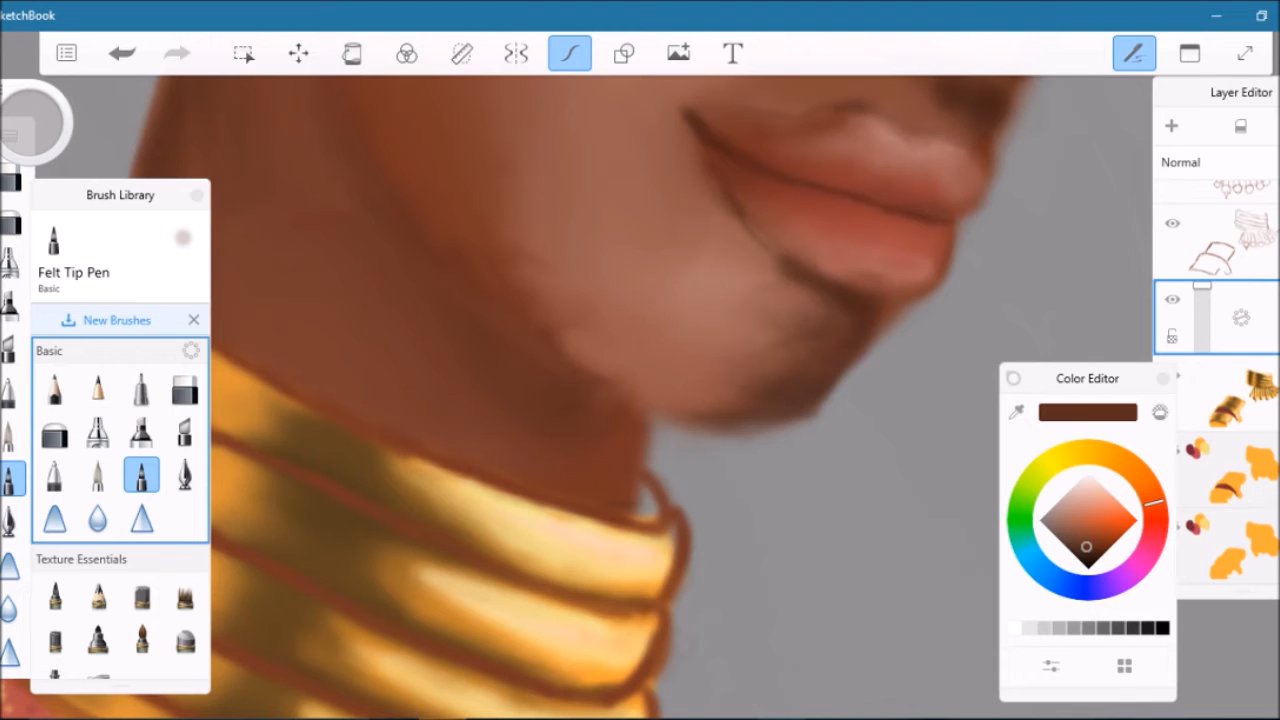 ketchBook
T
Layer Editor
Normal
Brush Library
Felt Tip Pen
Basic
New Brushes
Basic
Texture Essentials
Color Editor